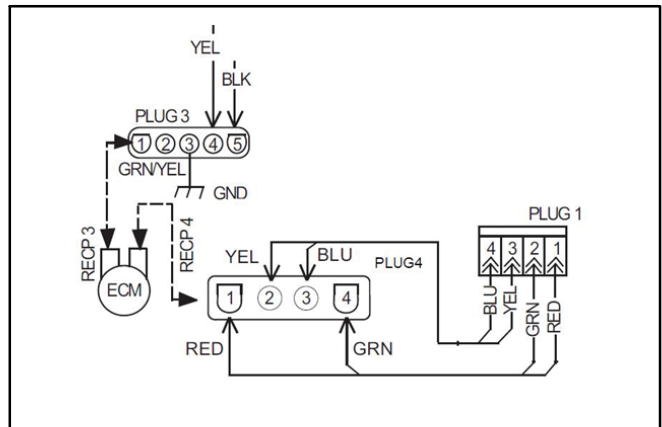 YEL
BLK
PLUG 3
1 2 3 4 5
GRN/YEL
GND
RECP 3
RECP 4
ECM
PLUG 1
4 3 2 1
BLU
YEL
GRN
RED
YEL
BLU
PLUG4
1 2 3 4
RED
GRN